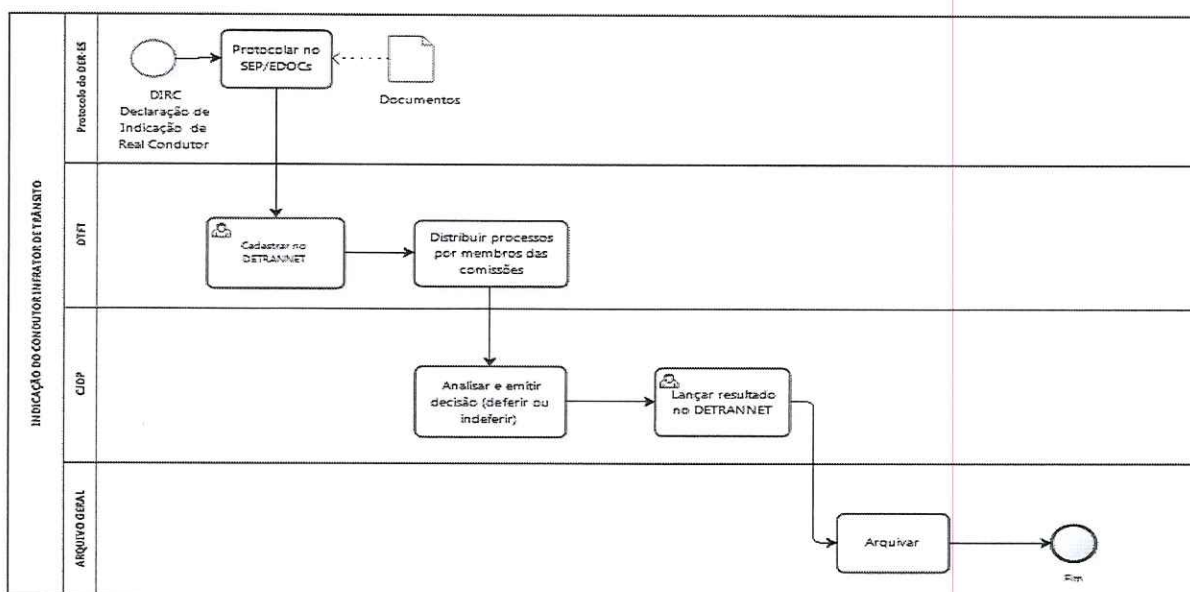 INDICAÇÃO DO CONDUTOR INFRATOR DE TRÂNSITO
Protocolo do DER-ES
DIRC
Declaração de
Indicação de
Real Condutor
Protocolar no
SEP/EDOCs
Documentos
DTFT
Cadastrar no
DETRANNET
Distribuir processos
por membros das
comissões
CJDP
Analisar e emitir
decisão (deferir ou
indeferir)
Lançar resultado
no DETRANNET
ARQUIVO GERAL
Arquivar
Fim